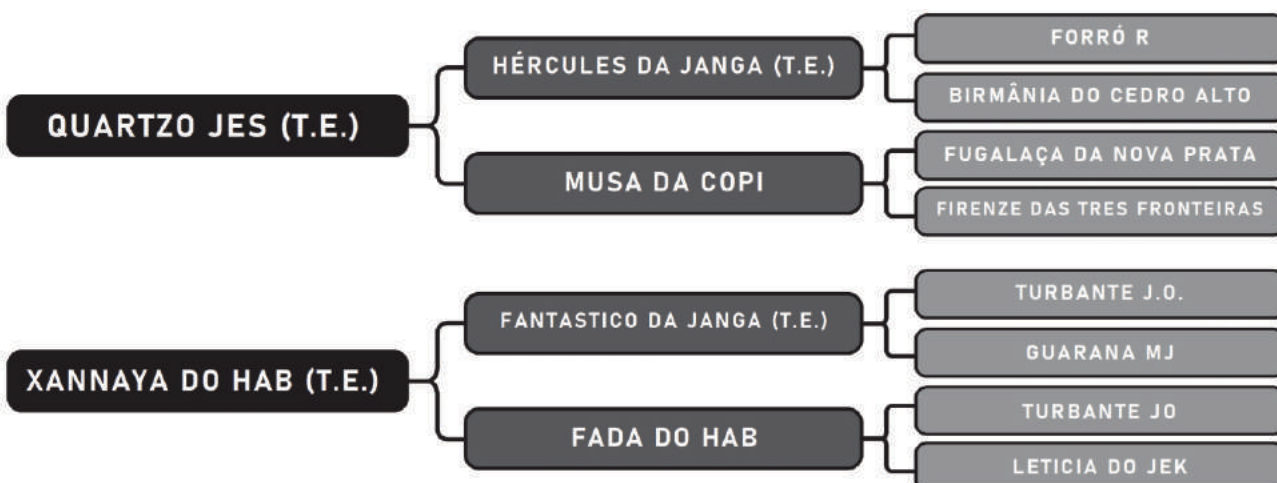 QUARTZO JES (T.E.)
HÉRCULES DA JANGA (T.E.)
FORRÓ R
BIRMÂNIA DO CEDRO ALTO
MUSA DA COPI
FUGALAÇA DA NOVA PRATA
FIRENZE DAS TRES FRONTEIRAS
XANNAYA DO HAB (T.E.)
FANTASTICO DA JANGA (T.E.)
TURBANTE J.O.
GUARANA MJ
FADA DO HAB
TURBANTE JO
LETICIA DO JEK